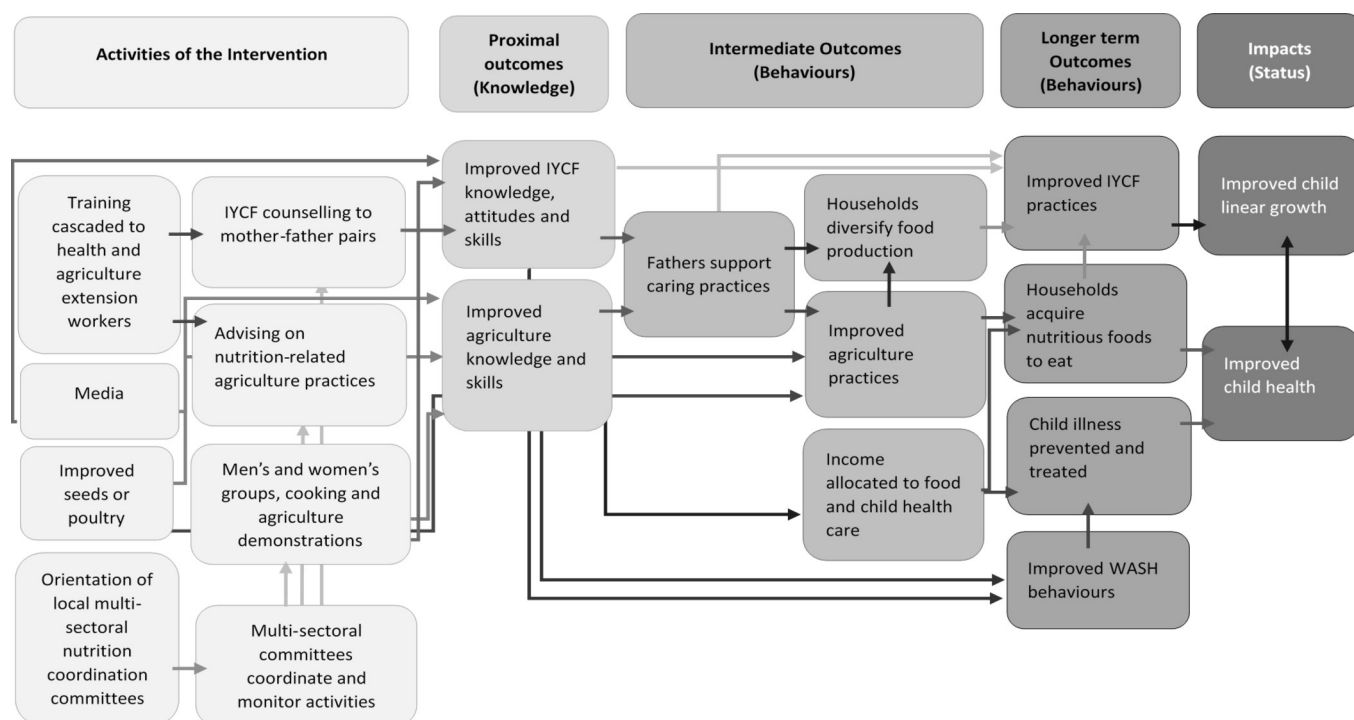 Activities of the Intervention
Proximal
outcomes
(Knowledge)
Intermediate Outcomes
(Behaviours)
Longer term
Outcomes
(Behaviours)
Impacts
(Status)
Training
cascaded to
health and
agriculture
extension
workers
Media
Improved
seeds or
poultry
Orientation of
local multi-
sectoral
nutrition
coordination
committees
IYCF counselling to
mother-father pairs
Advising on
nutrition-related
agriculture practices
Men's and women's
groups, cooking and
agriculture
demonstrations
Multi-sectoral
committees
coordinate and
monitor activities
Improved IYCF
knowledge,
attitudes and
skills
Improved
agriculture
knowledge and
skills
Fathers support
caring practices
Households
diversify food
production
Improved
agriculture
practices
Income
allocated to food
and child health
care
Improved IYCF
practices
Households
acquire
nutritious foods
to eat
Child illness
prevented and
treated
Improved WASH
behaviours
Improved child
linear growth
Improved
child health